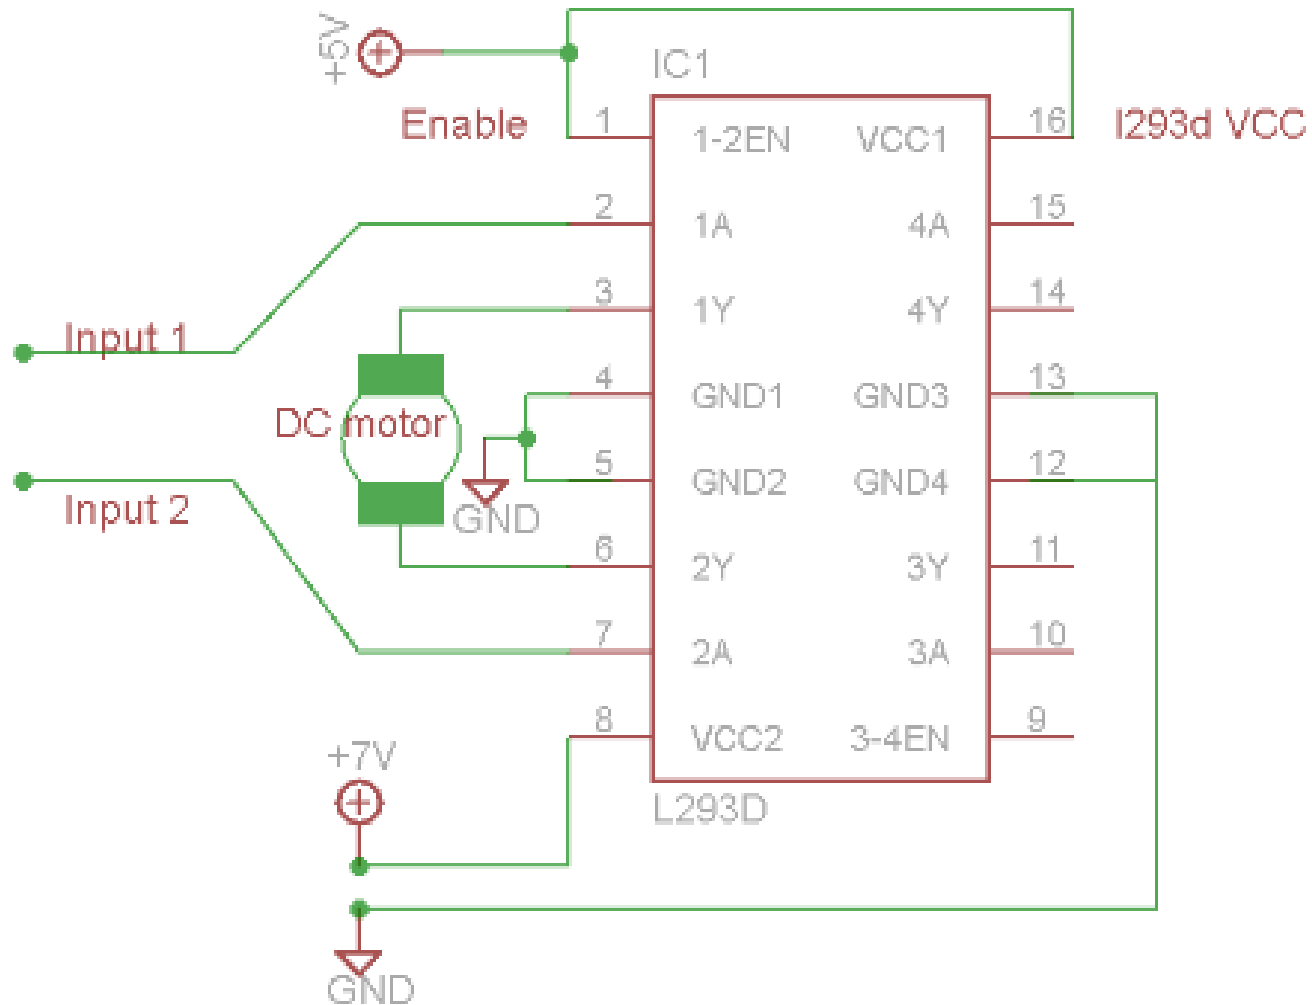 +5V
IC1
Enable
1
1-2EN
VCC1
16
l293d VCC
2
1A
4A
15
3
1Y
4Y
14
Input 1
4
GND1
GND3
13
DC motor
5
GND2
GND4
12
Input 2
GND
6
2Y
3Y
11
7
2A
3A
10
8
VCC2
3-4EN
9
+7V
L293D
GND